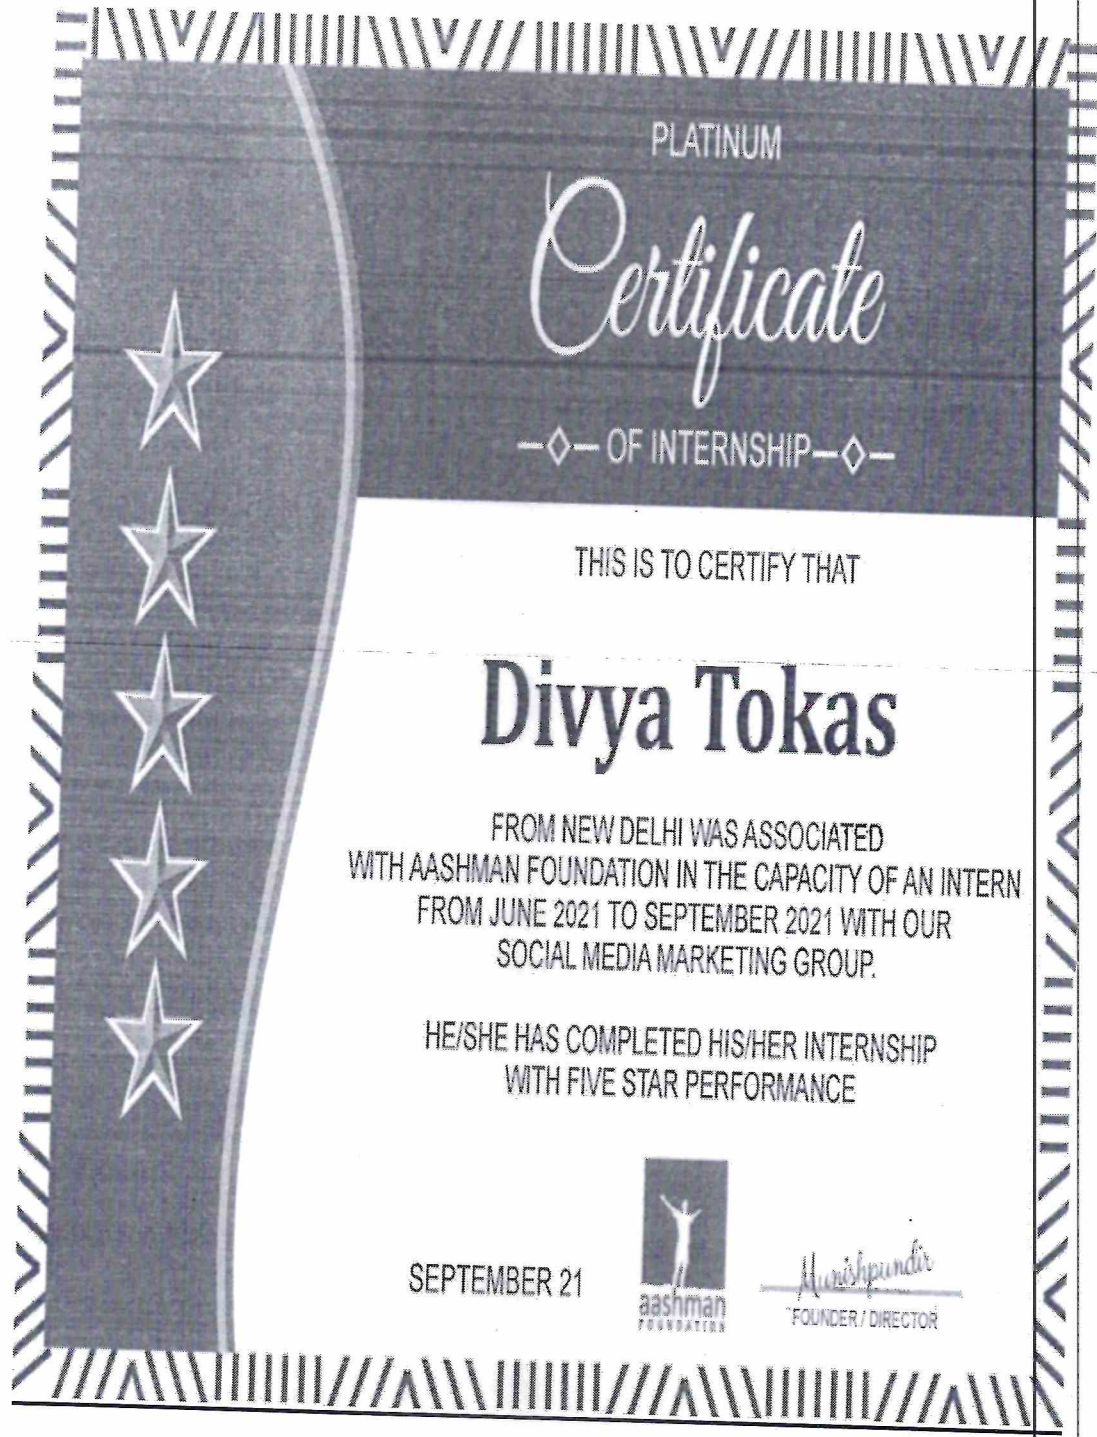 PLATINUM
Certificate
OF INTERNSHIP
THIS IS TO CERTIFY THAT
Divya Tokas
FROM NEW DELHI WAS ASSOCIATED
WITH AASHMAN FOUNDATION IN THE CAPACITY OF AN INTERN
FROM JUNE 2021 TO SEPTEMBER 2021 WITH OUR
SOCIAL MEDIA MARKETING GROUP.
HE/SHE HAS COMPLETED HIS/HER INTERNSHIP
WITH FIVE STAR PERFORMANCE
SEPTEMBER 21
aashman
FOUNDATION
Munishpundir
FOUNDER / DIRECTOR